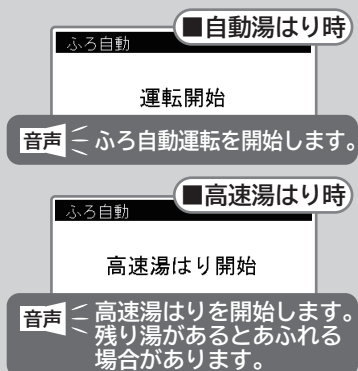 ■自動湯はり時
ふろ自動
運転開始
音声 ふろ自動運転を開始します。
■高速湯はり時
ふろ自動
高速湯はり開始
音声 高速湯はりを開始します。
残り湯があるとあふれる
場合があります。